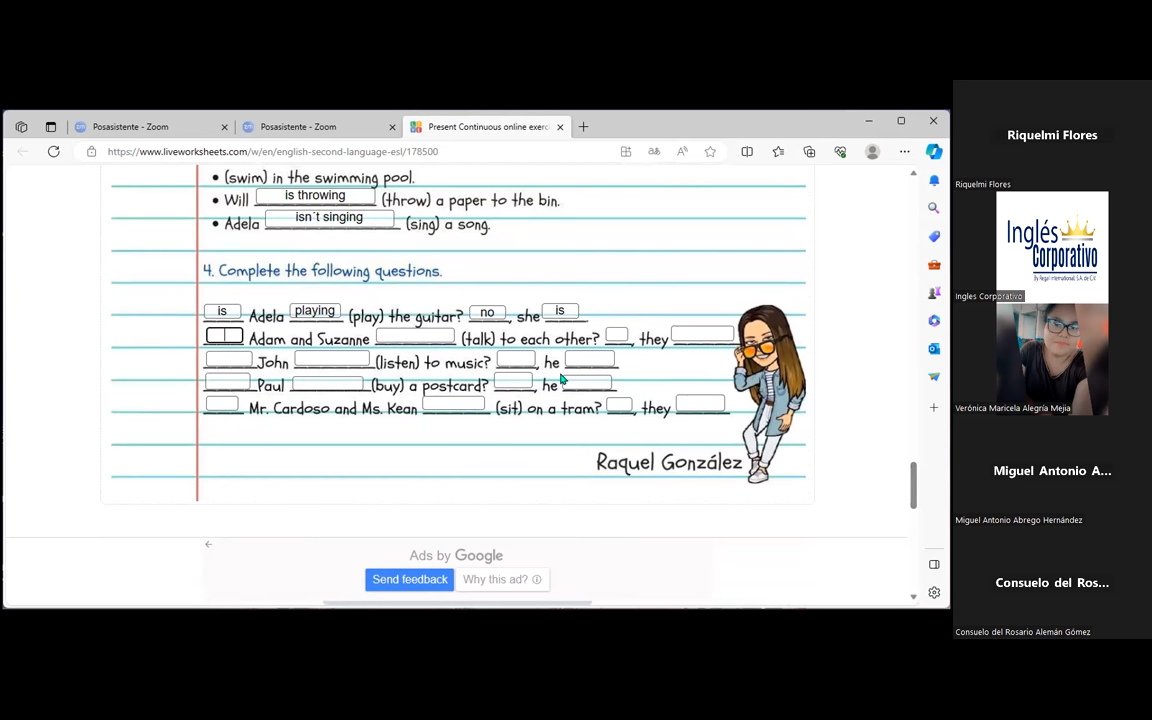 Posasistente - Zoom
Posasistente - Zoom
Present Continuous online exerc
https://www.liveworksheets.com/w/en/english-second-language-esl/178500
• (swim) in the swimming pool.
• Will is throwing (throw) a paper to the bin.
• Adela isn´t singing (sing) a song.
4. Complete the following questions.
is Adela playing (play) the guitar? no, she is
Adam and Suzanne (talk) to each other? , they
John (listen) to music? , he
Paul (buy) a postcard? , he
Mr. Cardoso and Ms. Kean (sit) on a tram? , they
Raquel González
Ads by Google
Send feedback
Why this ad?
Riquelmi Flores
Riquelmi Flores
Inglés
Corporativo
By Regal International, S.A. de C.V.
Ingles Corporativo
Verónica Maricela Alegría Mejia
Miguel Antonio A...
Miguel Antonio Abrego Hernández
Consuelo del Ros...
Consuelo del Rosario Alemán Gómez